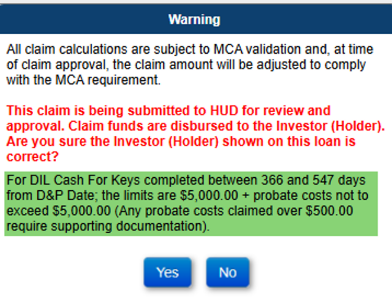 Warning
All claim calculations are subject to MCA validation and, at time
of claim approval, the claim amount will be adjusted to comply
with the MCA requirement.
This claim is being submitted to HUD for review and
approval. Claim funds are disbursed to the Investor (Holder).
Are you sure the Investor (Holder) shown on this loan is
correct?
For DIL Cash For Keys completed between 366 and 547 days
from D&P Date; the limits are $5,000.00 + probate costs not to
exceed $5,000.00 (Any probate costs claimed over $500.00
require supporting documentation).
Yes No